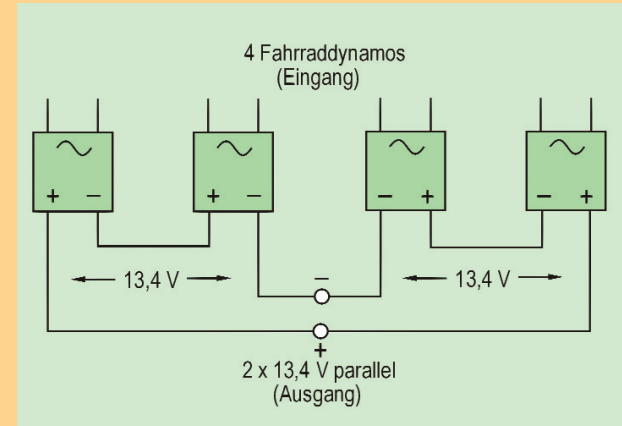 4 Fahrraddynamos
(Eingang)
+ – + – – + – +
13,4 V – 13,4 V
+
2 x 13,4 V parallel
(Ausgang)